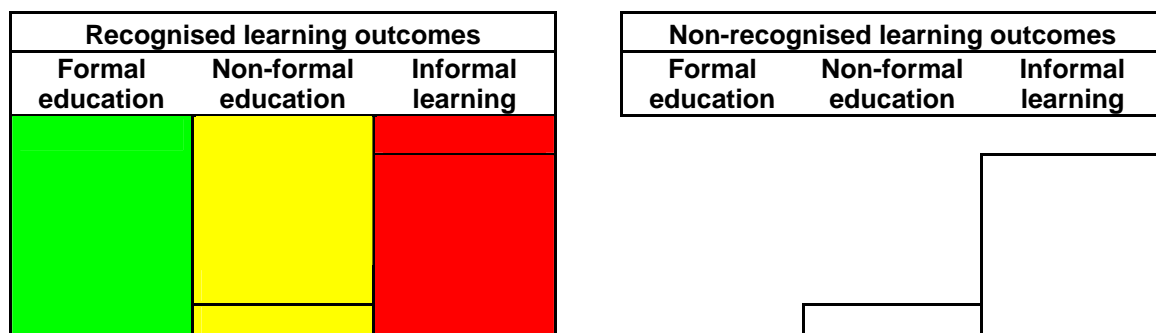 Recognised learning outcomes
Formal education
Non-formal education
Informal learning
Non-recognised learning outcomes
Formal education
Non-formal education
Informal learning